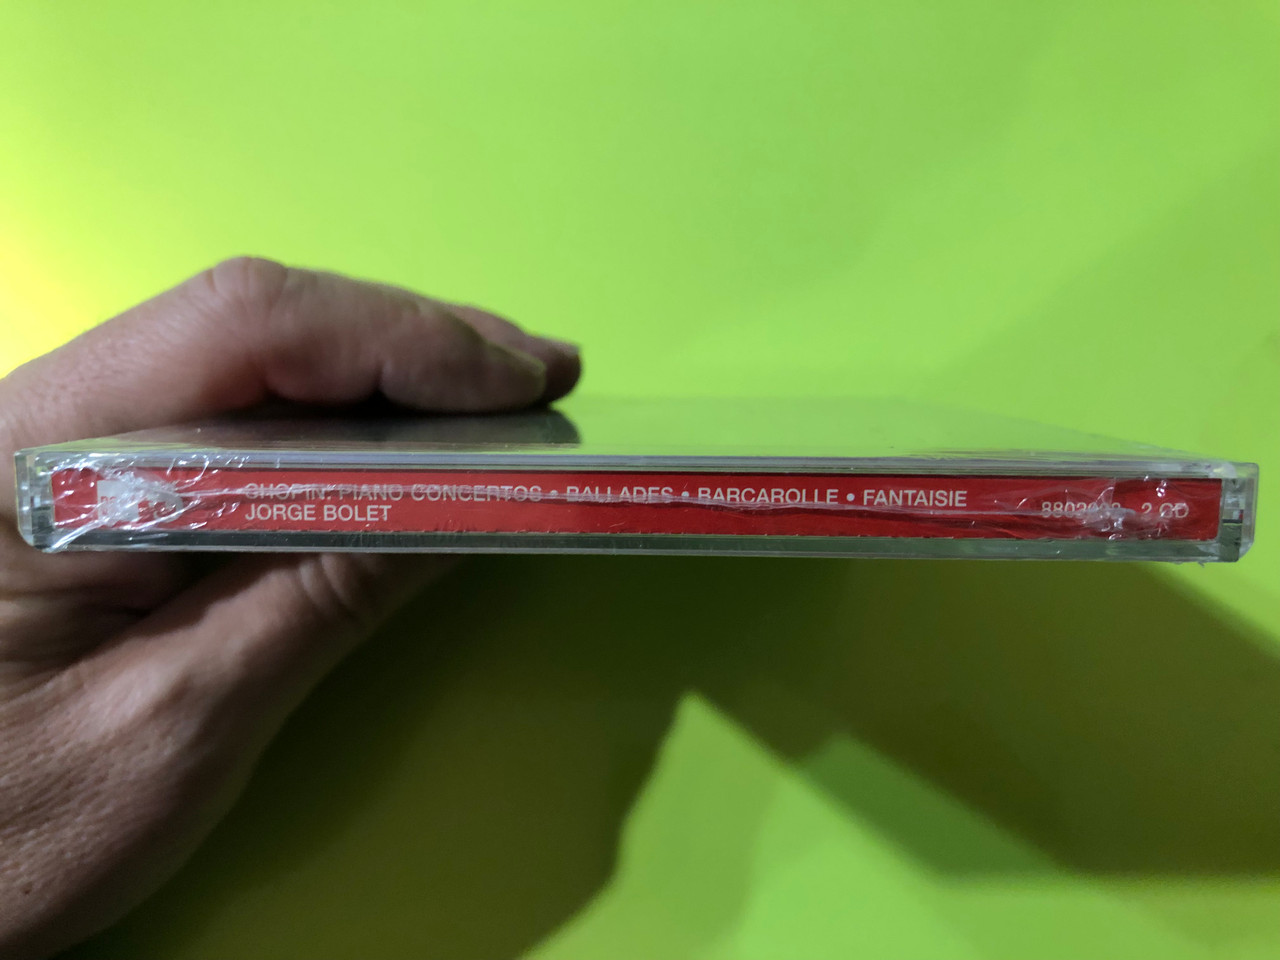 CHOPIN: PIANO CONCERTOS • BALLADES • BARCAROLLE • FANTAISIE
JORGE BOLET
2 CD